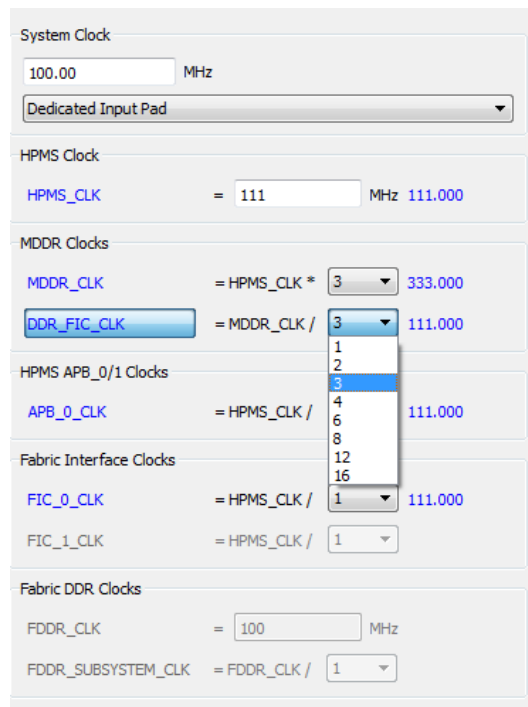 System Clock
100.00 MHz
Dedicated Input Pad
HPMS Clock
HPMS_CLK = 111 MHz 111.000
MDDR Clocks
MDDR_CLK = HPMS_CLK * 3 333.000
DDR_FIC_CLK = MDDR_CLK / 3 111.000
1
2
3
4
6
8
12
16
HPMS APB_0/1 Clocks
APB_0_CLK = HPMS_CLK / 111.000
Fabric Interface Clocks
FIC_0_CLK = HPMS_CLK / 1 111.000
FIC_1_CLK = HPMS_CLK / 1
Fabric DDR Clocks
FDDR_CLK = 100 MHz
FDDR_SUBSYSTEM_CLK = FDDR_CLK / 1